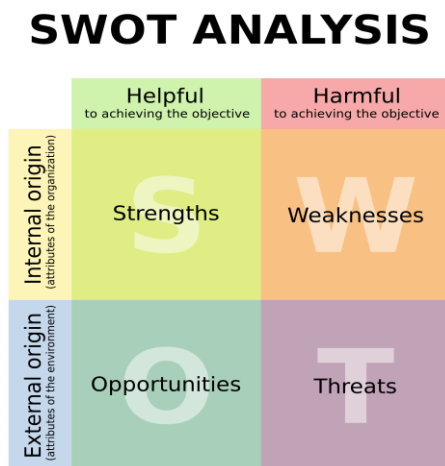 SWOT ANALYSIS
Helpful
to achieving the objective
Harmful
to achieving the objective
Internal origin
(attributes of the organization)
S
Strengths
W
Weaknesses
External origin
(attributes of the environment)
O
Opportunities
T
Threats